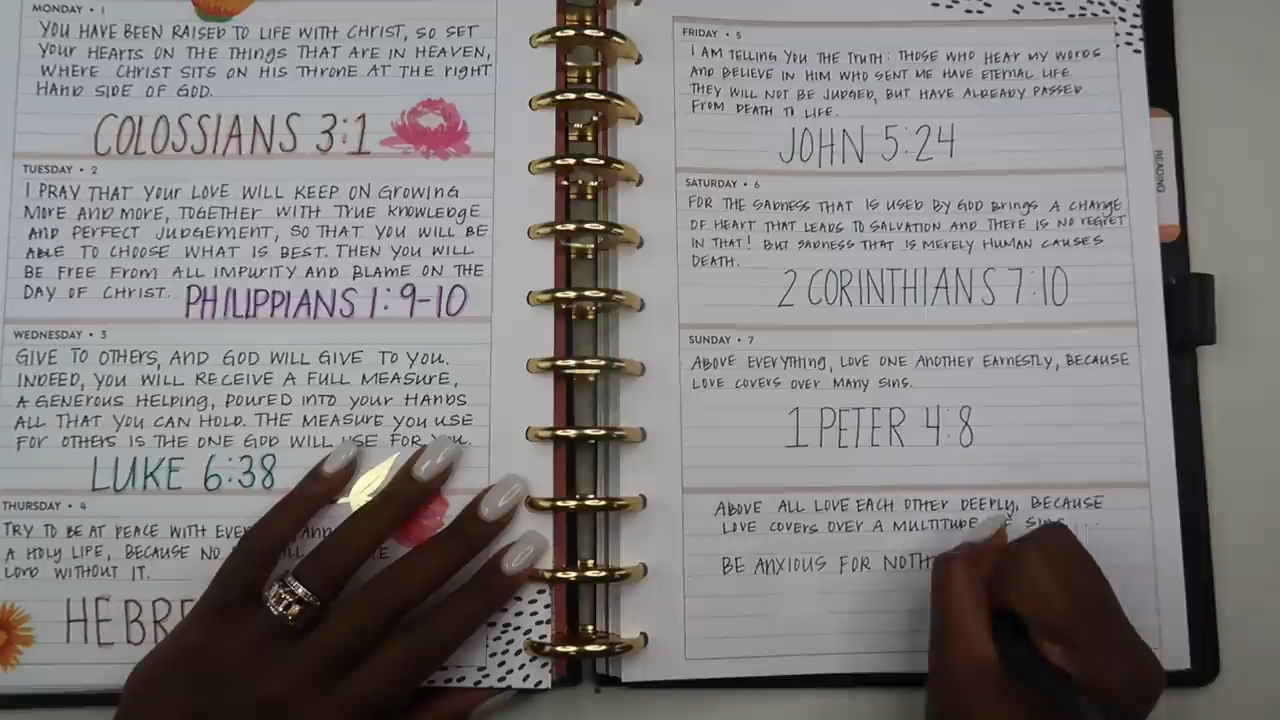 MONDAY • 1
YOU HAVE BEEN RAISED TO LIFE WITH CHRIST, SO SET
YOUR HEARTS ON THE THINGS THAT ARE IN HEAVEN,
WHERE CHRIST SITS ON HIS THRONE AT THE RIGHT
HAND SIDE OF GOD.
COLOSSIANS 3:1
TUESDAY • 2
I PRAY THAT YOUR LOVE WILL KEEP ON GROWING
MORE AND MORE, TOGETHER WITH TRUE KNOWLEDGE
AND PERFECT JUDGEMENT, SO THAT YOU WILL BE
ABLE TO CHOOSE WHAT IS BEST. THEN YOU WILL
BE FREE FROM ALL IMPURITY AND BLAME ON THE
DAY OF CHRIST.
PHILIPPIANS 1:9-10
WEDNESDAY • 3
GIVE TO OTHERS, AND GOD WILL GIVE TO YOU.
INDEED, YOU WILL RECEIVE A FULL MEASURE,
A GENEROUS HELPING, POURED INTO YOUR HANDS
ALL THAT YOU CAN HOLD. THE MEASURE YOU USE
FOR OTHERS IS THE ONE GOD WILL USE FOR YOU.
LUKE 6:38
THURSDAY • 4
TRY TO BE AT PEACE WITH
A HOLY LIFE, BECAUSE NO
LORD WITHOUT IT.
HEBR
FRIDAY • 5
I AM TELLING YOU THE TRUTH: THOSE WHO HEAR MY WORDS
AND BELIEVE IN HIM WHO SENT ME HAVE ETERNAL LIFE.
THEY WILL NOT BE JUDGED, BUT HAVE ALREADY PASSED
FROM DEATH TO LIFE.
JOHN 5:24
SATURDAY • 6
FOR THE SADNESS THAT IS USED BY GOD BRINGS A CHANGE
OF HEART THAT LEADS TO SALVATION AND THERE IS NO REGRET
IN THAT! BUT SADNESS THAT IS MERELY HUMAN CAUSES
DEATH.
2 CORINTHIANS 7:10
SUNDAY • 7
ABOVE EVERYTHING, LOVE ONE ANOTHER EARNESTLY, BECAUSE
LOVE COVERS OVER MANY SINS.
1 PETER 4:8
ABOVE ALL LOVE EACH OTHER DEEPLY, BECAUSE
LOVE COVERS OVER A MULTITUDE
BE ANXIOUS FOR NOTH
READING